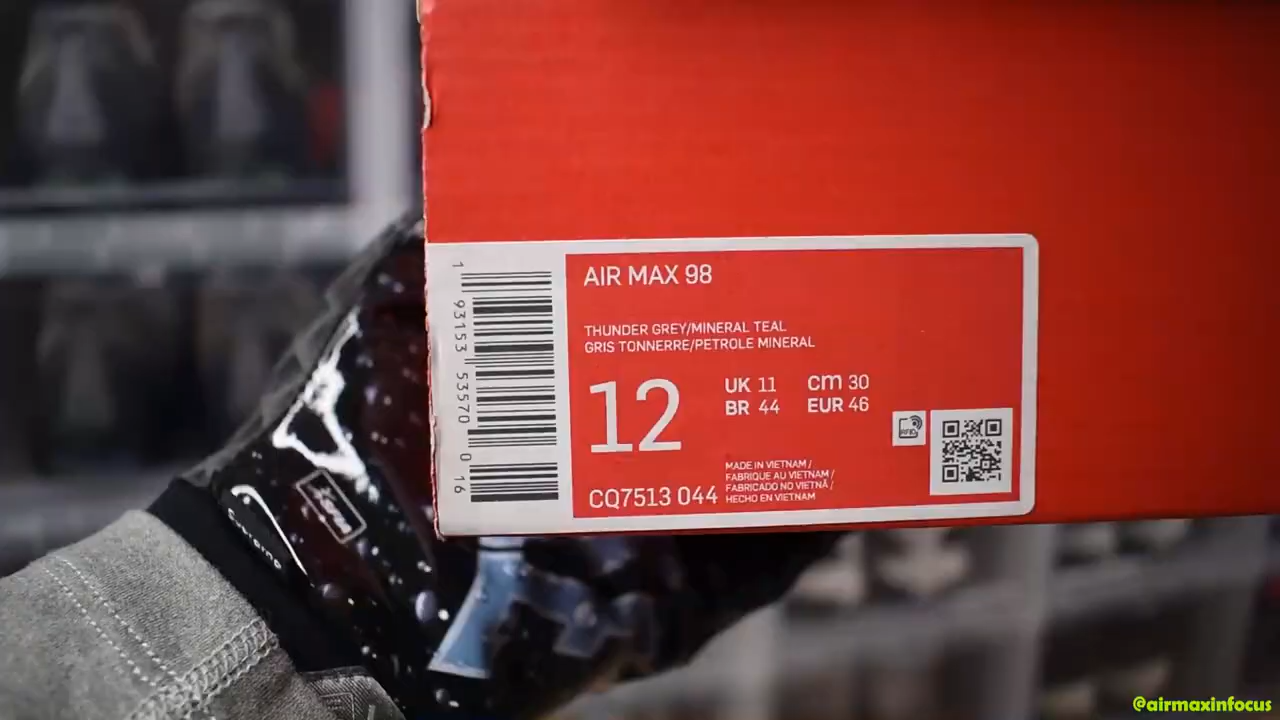 AIR MAX 98
THUNDER GREY/MINERAL TEAL
GRIS TONNERRE/PETROLE MINERAL
12
UK 11 cm 30
BR 44 EUR 46
RFID
CQ7513 044
MADE IN VIETNAM /
FABRIQUE AU VIETNAM /
FABRICADO NO VIETNÃ /
HECHO EN VIETNAM
1 93153 53570 0 16
@airmaxinfocus